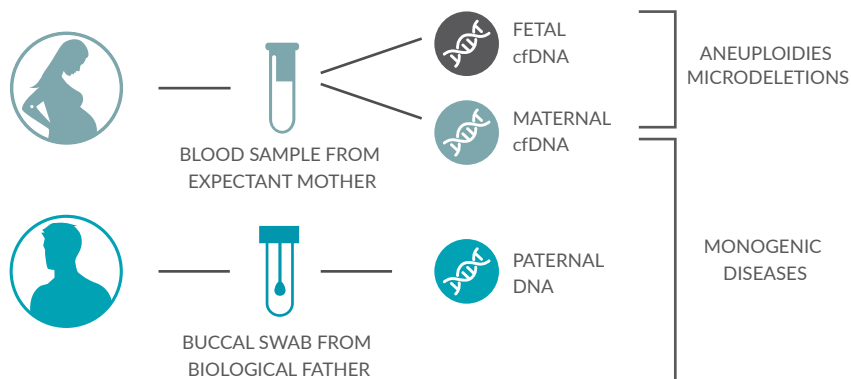 FETAL
cfDNA
ANEUPLOIDIES
MICRODELETIONS
MATERNAL
cfDNA
BLOOD SAMPLE FROM
EXPECTANT MOTHER
MONOGENIC
DISEASES
PATERNAL
DNA
BUCCAL SWAB FROM
BIOLOGICAL FATHER